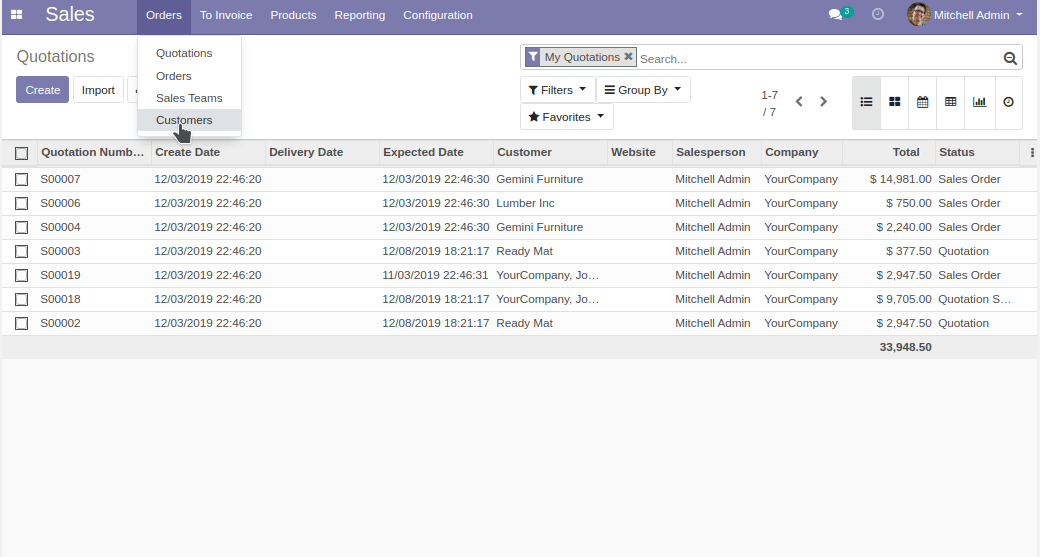 Sales Orders To Invoice Products Reporting Configuration 3 Mitchell Admin
Quotations
Orders
Sales Teams
Customers
Quotations
My Quotations Search...
Create Import
Filters Group By
Favorites
1-7
/ 7
Quotation Numb... Create Date Delivery Date Expected Date Customer Website Salesperson Company Total Status
S00007 12/03/2019 22:46:20 12/03/2019 22:46:30 Gemini Furniture Mitchell Admin YourCompany $ 14,981.00 Sales Order
S00006 12/03/2019 22:46:20 12/03/2019 22:46:30 Lumber Inc Mitchell Admin YourCompany $ 750.00 Sales Order
S00004 12/03/2019 22:46:20 12/03/2019 22:46:30 Gemini Furniture Mitchell Admin YourCompany $ 2,240.00 Sales Order
S00003 12/03/2019 22:46:20 12/08/2019 18:21:17 Ready Mat Mitchell Admin YourCompany $ 377.50 Quotation
S00019 12/03/2019 22:46:20 11/03/2019 22:46:31 YourCompany, Jo... Mitchell Admin YourCompany $ 2,947.50 Sales Order
S00018 12/03/2019 22:46:20 12/08/2019 18:21:17 YourCompany, Jo... Mitchell Admin YourCompany $ 9,705.00 Quotation S...
S00002 12/03/2019 22:46:20 12/08/2019 18:21:17 Ready Mat Mitchell Admin YourCompany $ 2,947.50 Quotation
33,948.50